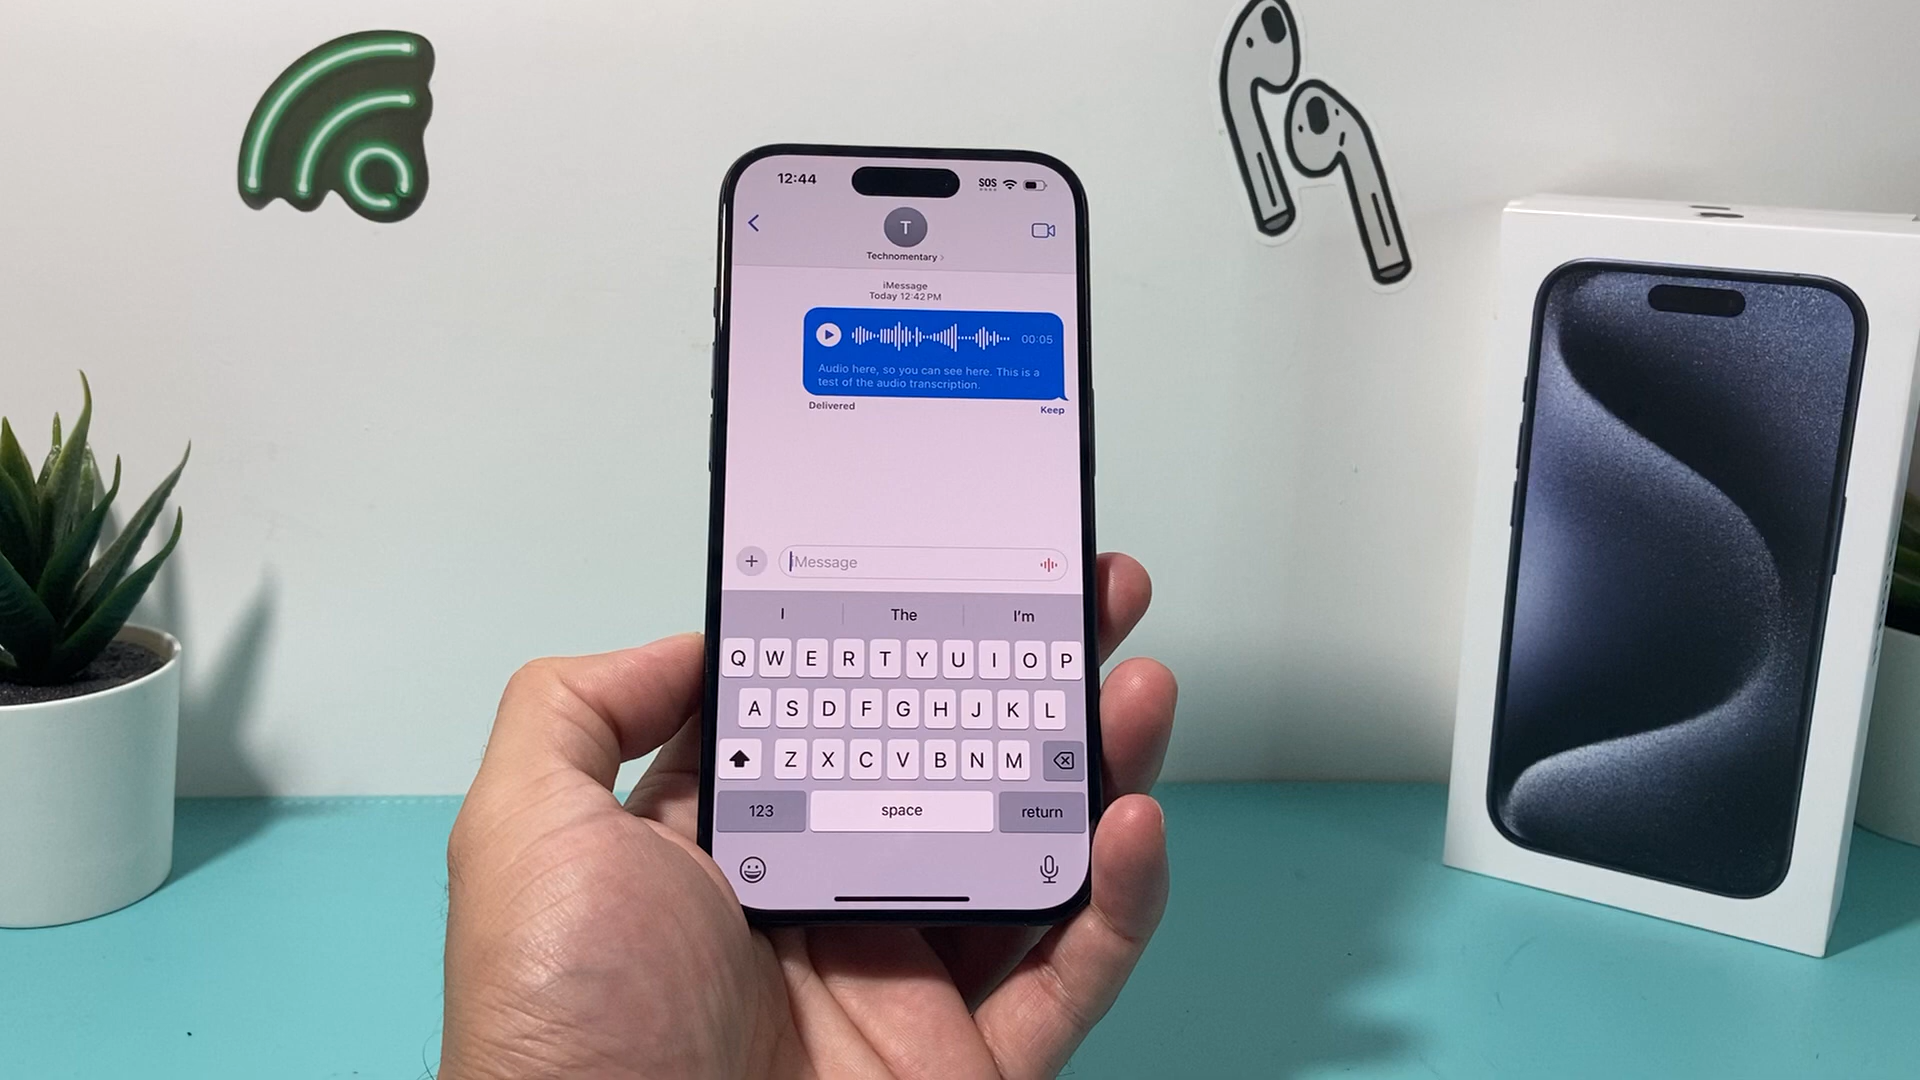 12:44
SOS
T
Technomentary
iMessage
Today 12:42 PM
00:05
Audio here, so you can see here. This is a
test of the audio transcription.
Delivered
Keep
iMessage
I The I'm
Q W E R T Y U I O P
A S D F G H J K L
Z X C V B N M
123 space return